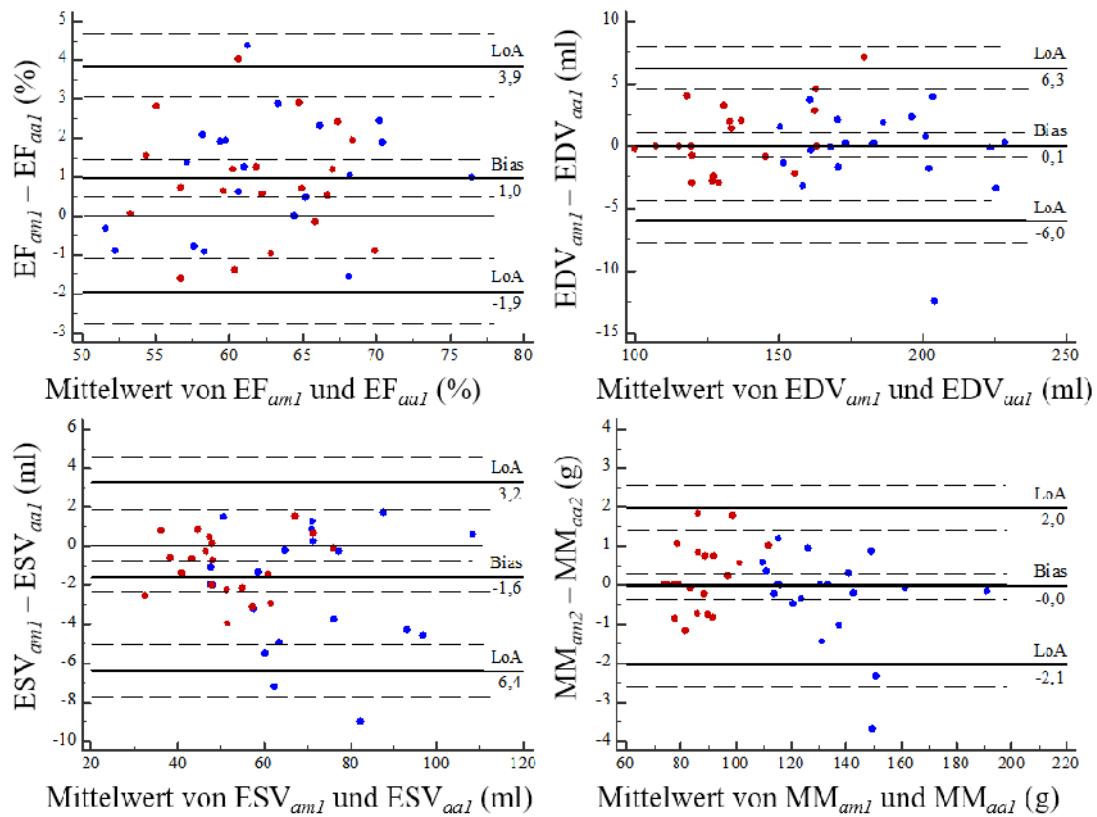 EF_am1 – EF_aa1 (%)
5
4
3
2
1
0
-1
-2
-3
LoA
3,9
Bias
1,0
LoA
-1,9
50 55 60 65 70 75 80
Mittelwert von EF_am1 und EF_aa1 (%)
EDV_am1 – EDV_aa1 (ml)
10
5
0
-5
-10
-15
LoA
6,3
Bias
0,1
LoA
-6,0
100 150 200 250
Mittelwert von EDV_am1 und EDV_aa1 (ml)
ESV_am1 – ESV_aa1 (ml)
6
4
2
0
-2
-4
-6
-8
-10
LoA
3,2
Bias
-1,6
LoA
6,4
20 40 60 80 100 120
Mittelwert von ESV_am1 und ESV_aa1 (ml)
MM_am2 – MM_aa2 (g)
4
3
2
1
0
-1
-2
-3
-4
LoA
2,0
Bias
-0,0
LoA
-2,1
60 80 100 120 140 160 180 200 220
Mittelwert von MM_am1 und MM_aa1 (g)